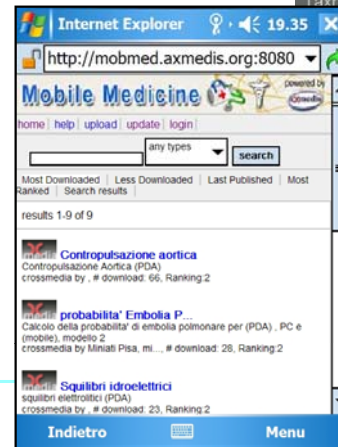 Internet Explorer 19.35
http://mobmed.axmedis.org:8080
Mobile Medicine powered by axmedis
home help upload update login
any types search
Most Downloaded Less Downloaded Last Published Most
Ranked Search results
results 1-9 of 9
Contropulsazione aortica
Contropulsazione Aortica (PDA)
crossmedia by , # download: 66, Ranking:2
probabilita' Embolia P...
Calcolo della probabilita' di embolia polmonare per (PDA) , PC e
(mobile), modello 2
crossmedia by Miniati Pisa, mi..., # download: 28, Ranking:2
Squilibri idroelettrici
squilibri elettrolitici (PDA)
crossmedia by , # download: 23, Ranking:2
Indietro Menu